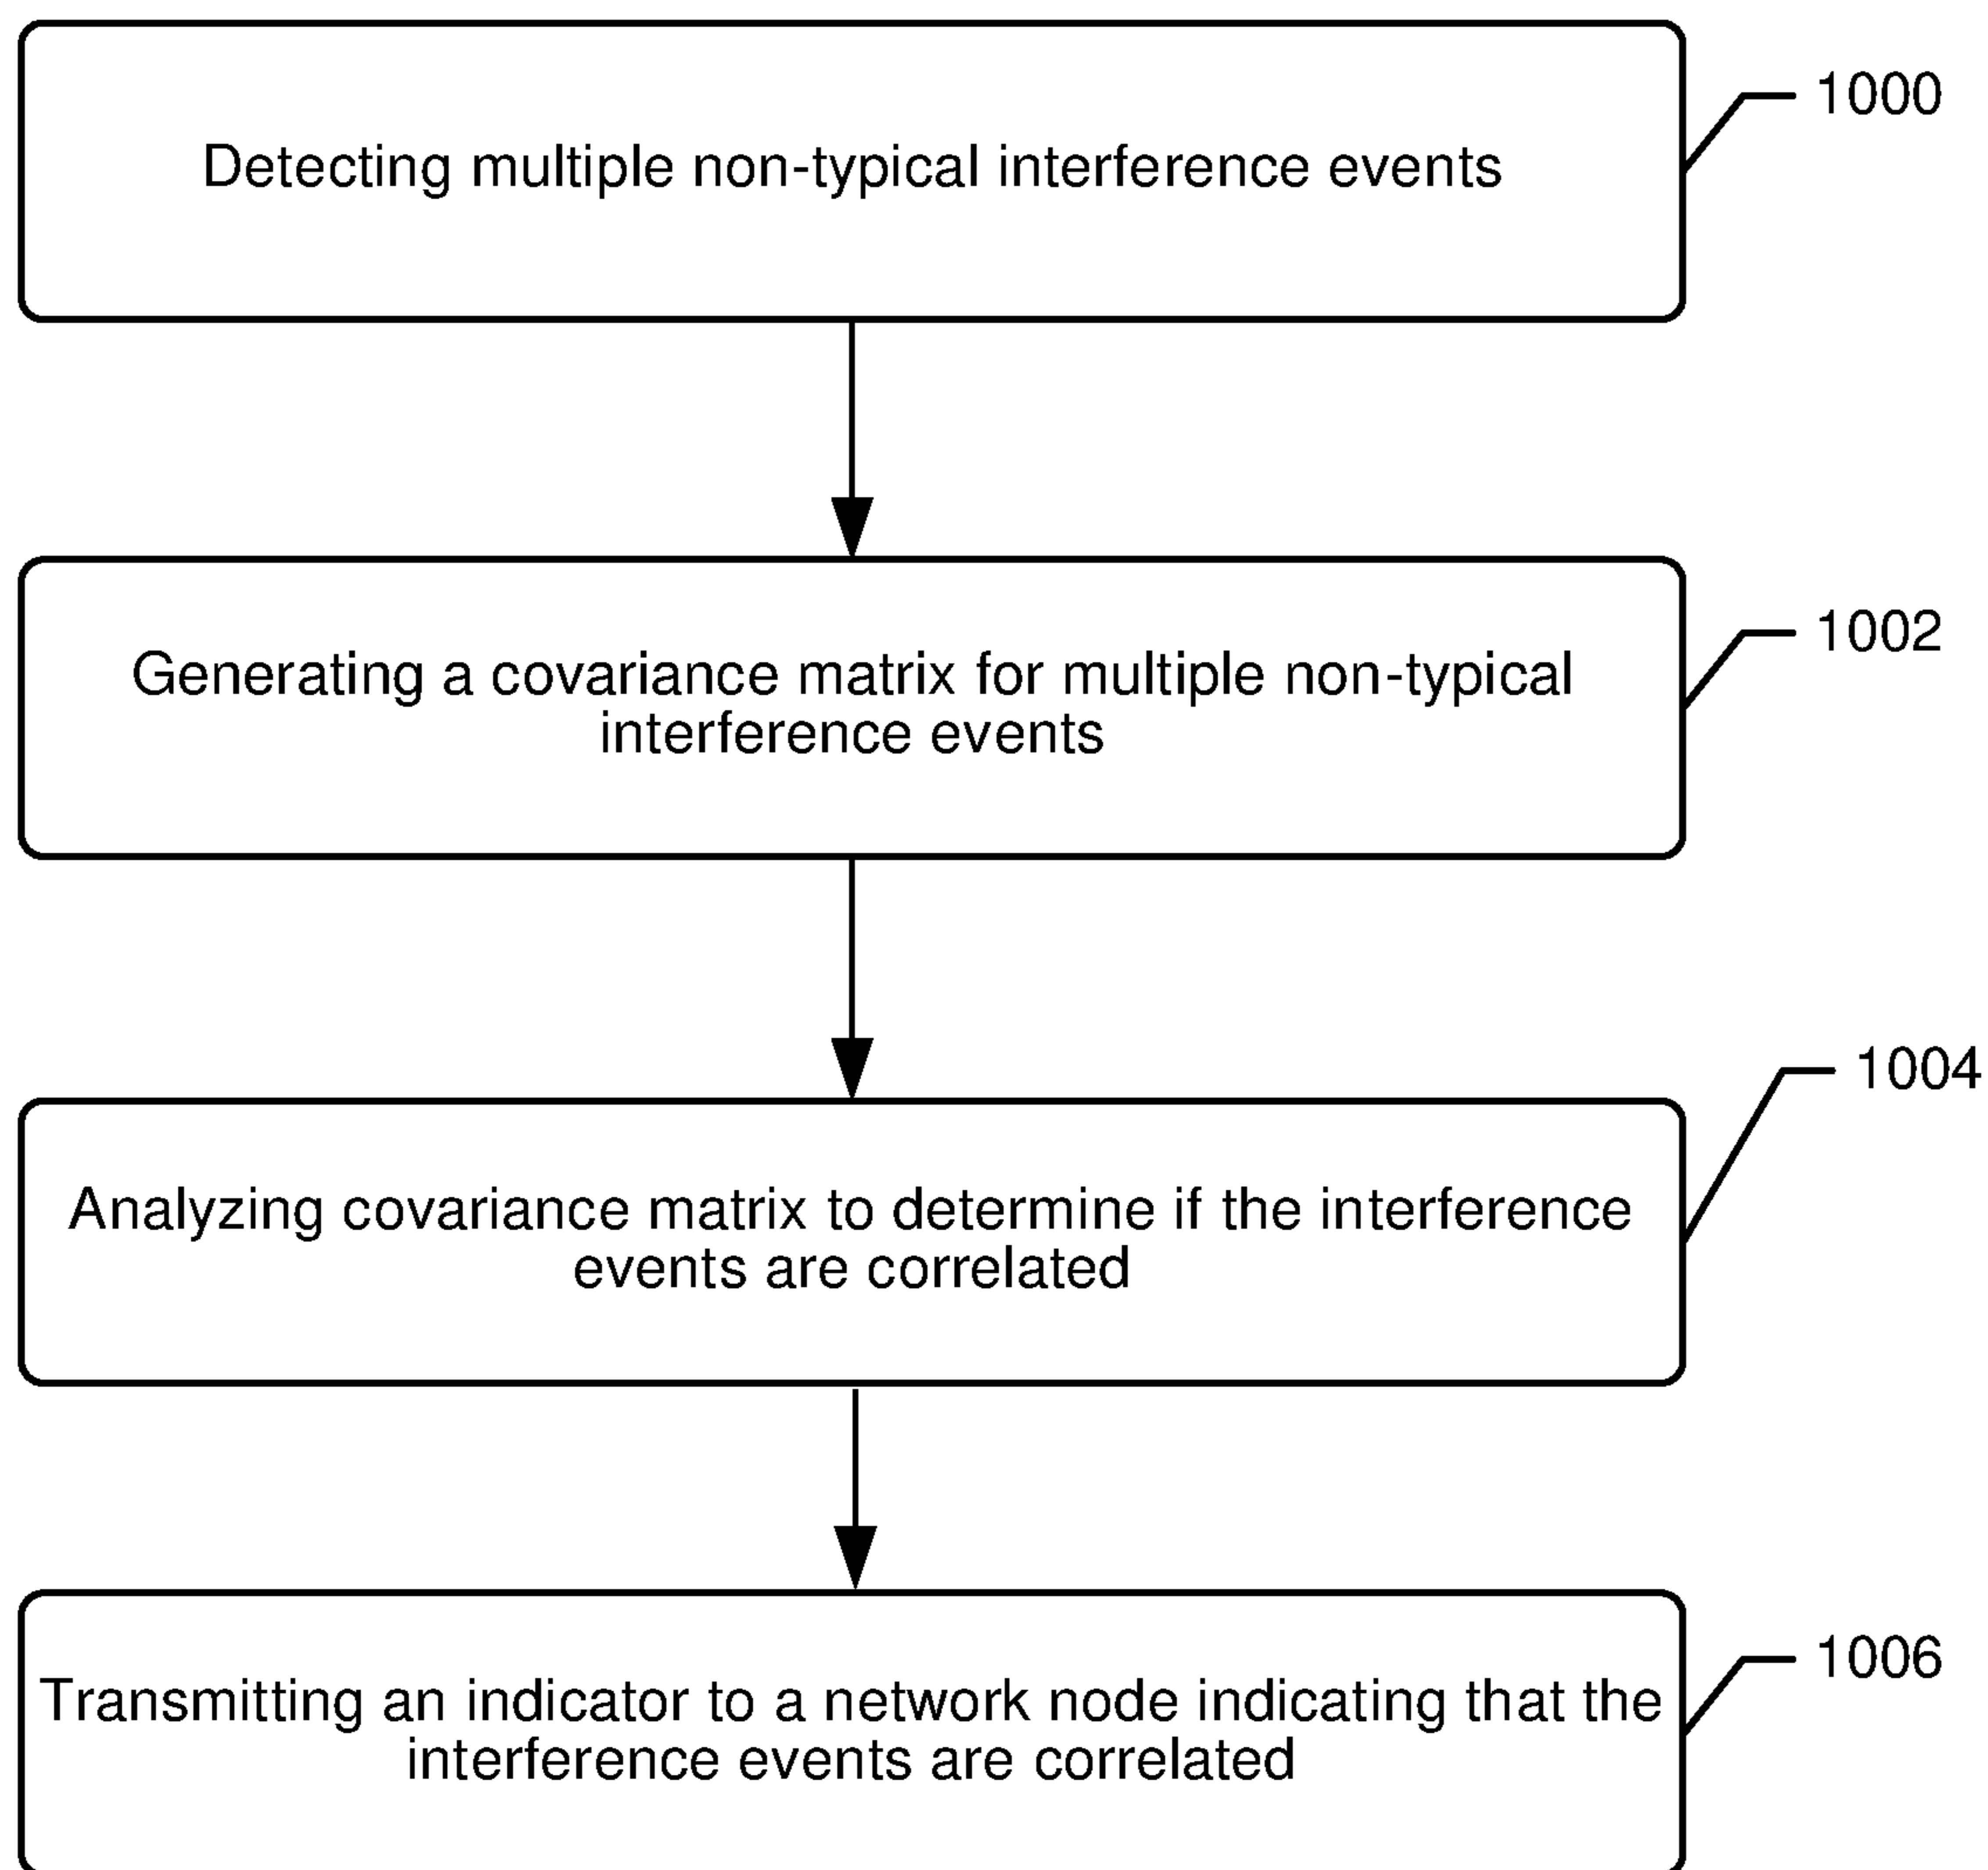 1000
Detecting multiple non-typical interference events
1002
Generating a covariance matrix for multiple non-typical
interference events
1004
Analyzing covariance matrix to determine if the interference
events are correlated
1006
Transmitting an indicator to a network node indicating that the
interference events are correlated